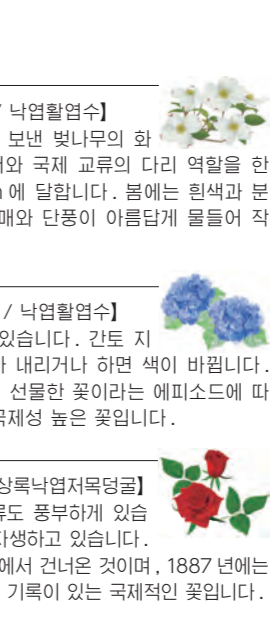 낙엽활엽수】
보낸 벚나무의 화
와 국제 교류의 다리 역할을 한
에 달합니다. 봄에는 흰색과 분
매와 단풍이 아름답게 물들어 작
/ 낙엽활엽수】
있습니다. 간토 지
내리거나 하면 색이 바뀝니다.
선물한 꽃이라는 에피소드에 따
국제성 높은 꽃입니다.
상록낙엽저목덩굴】
류도 풍부하게 있습
자생하고 있습니다.
에서 건너온 것이며, 1887년에는
기록이 있는 국제적인 꽃입니다.